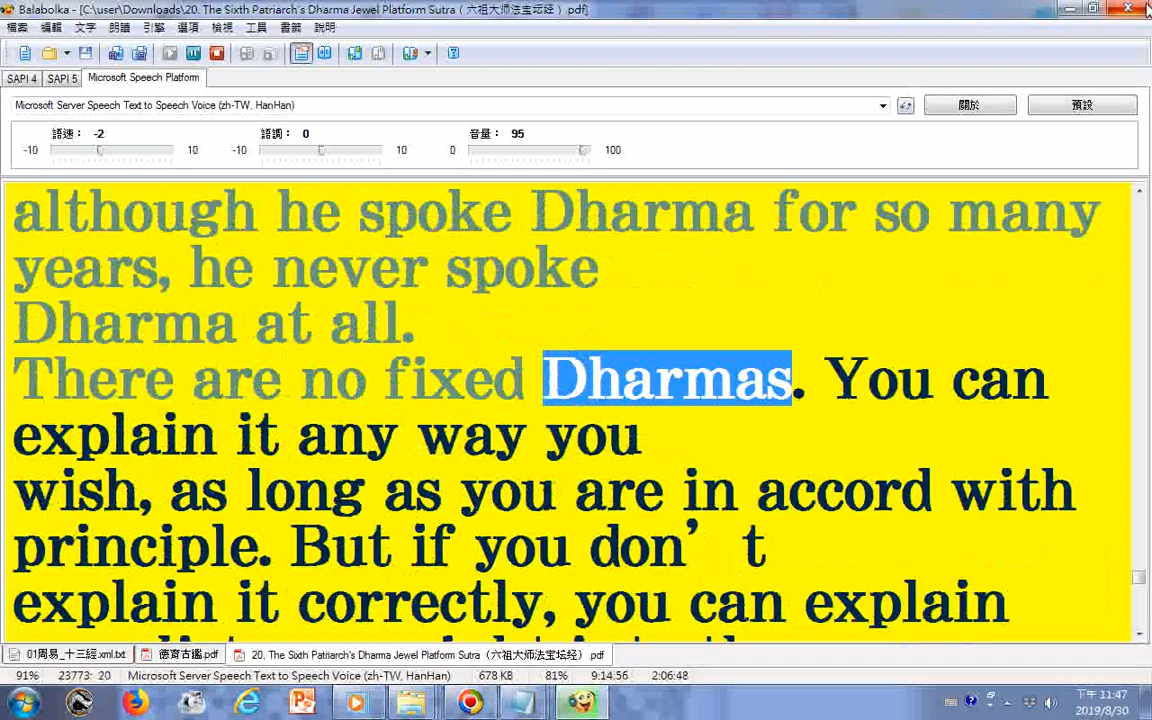 Balabolka - [C:\user\Downloads\20. The Sixth Patriarch's Dharma Jewel Platform Sutra（六祖大师法宝坛经）.pdf]
檔案 編輯 文字 朗讀 引擎 選項 檢視 工具 書籤 說明
SAPI 4 SAPI 5 Microsoft Speech Platform
Microsoft Server Speech Text to Speech Voice (zh-TW, HanHan) 關於 預設
語速： -2 語調： 0 音量： 95
-10 10 -10 10 0 100
although he spoke Dharma for so many
years, he never spoke
Dharma at all.
There are no fixed Dharmas. You can
explain it any way you
wish, as long as you are in accord with
principle. But if you don’t
explain it correctly, you can explain
01周易_十三經.xml.txt 德育古鑑.pdf 20. The Sixth Patriarch's Dharma Jewel Platform Sutra（六祖大师法宝坛经）.pdf
91% 23773: 20 Microsoft Server Speech Text to Speech Voice (zh-TW, HanHan) 678 KB 81% 9:14:56 2:06:48
下午 11:47
2019/8/30